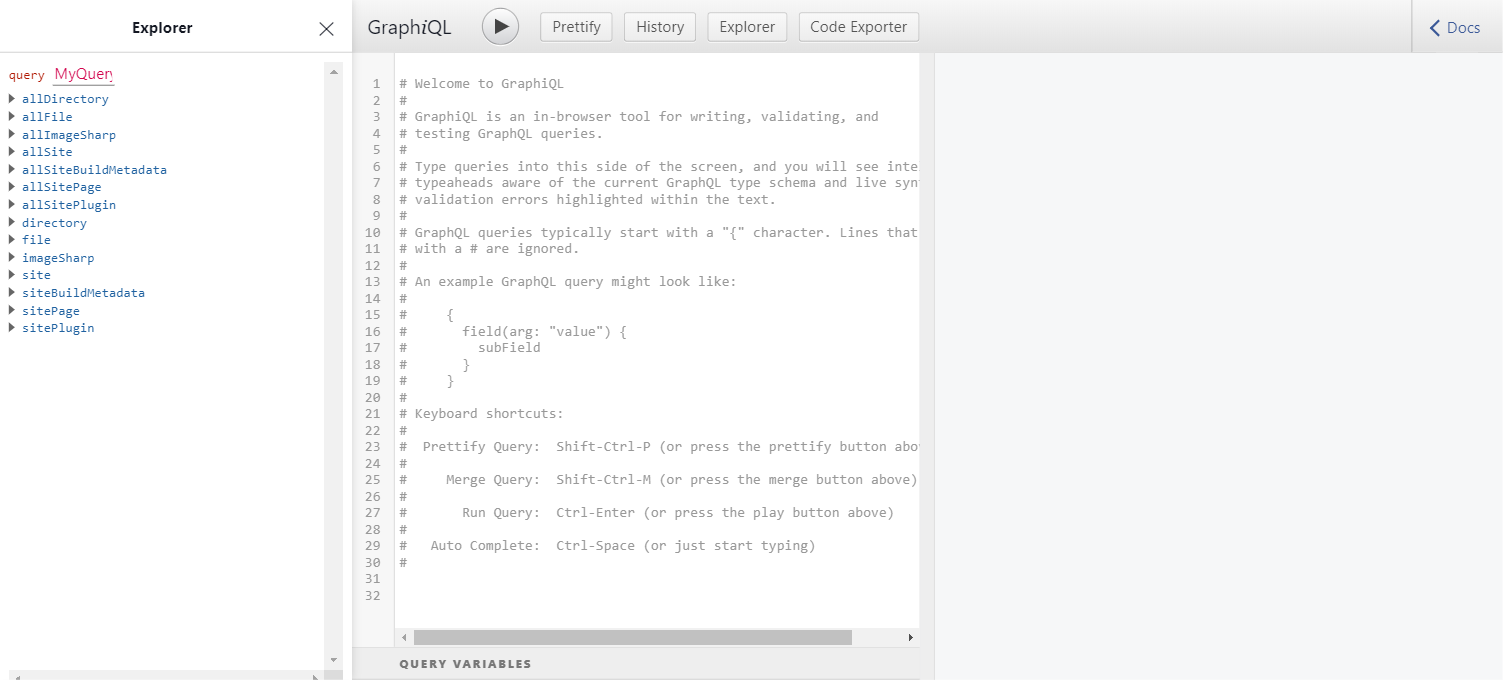 Explorer
GraphiQL
Prettify
History
Explorer
Code Exporter
Docs
query MyQuery
allDirectory
allFile
allImageSharp
allSite
allSiteBuildMetadata
allSitePage
allSitePlugin
directory
file
imageSharp
site
siteBuildMetadata
sitePage
sitePlugin
1 # Welcome to GraphiQL
2 #
3 # GraphiQL is an in-browser tool for writing, validating, and
4 # testing GraphQL queries.
5 #
6 # Type queries into this side of the screen, and you will see inte
7 # typeaheads aware of the current GraphQL type schema and live syn
8 # validation errors highlighted within the text.
9 #
10 # GraphQL queries typically start with a "{" character. Lines that
11 # with a # are ignored.
12 #
13 # An example GraphQL query might look like:
14 #
15 #     {
16 #       field(arg: "value") {
17 #         subField
18 #       }
19 #     }
20 #
21 # Keyboard shortcuts:
22 #
23 #  Prettify Query:  Shift-Ctrl-P (or press the prettify button abo
24 #
25 #     Merge Query:  Shift-Ctrl-M (or press the merge button above)
26 #
27 #       Run Query:  Ctrl-Enter (or press the play button above)
28 #
29 #   Auto Complete:  Ctrl-Space (or just start typing)
30 #
31
32
QUERY VARIABLES